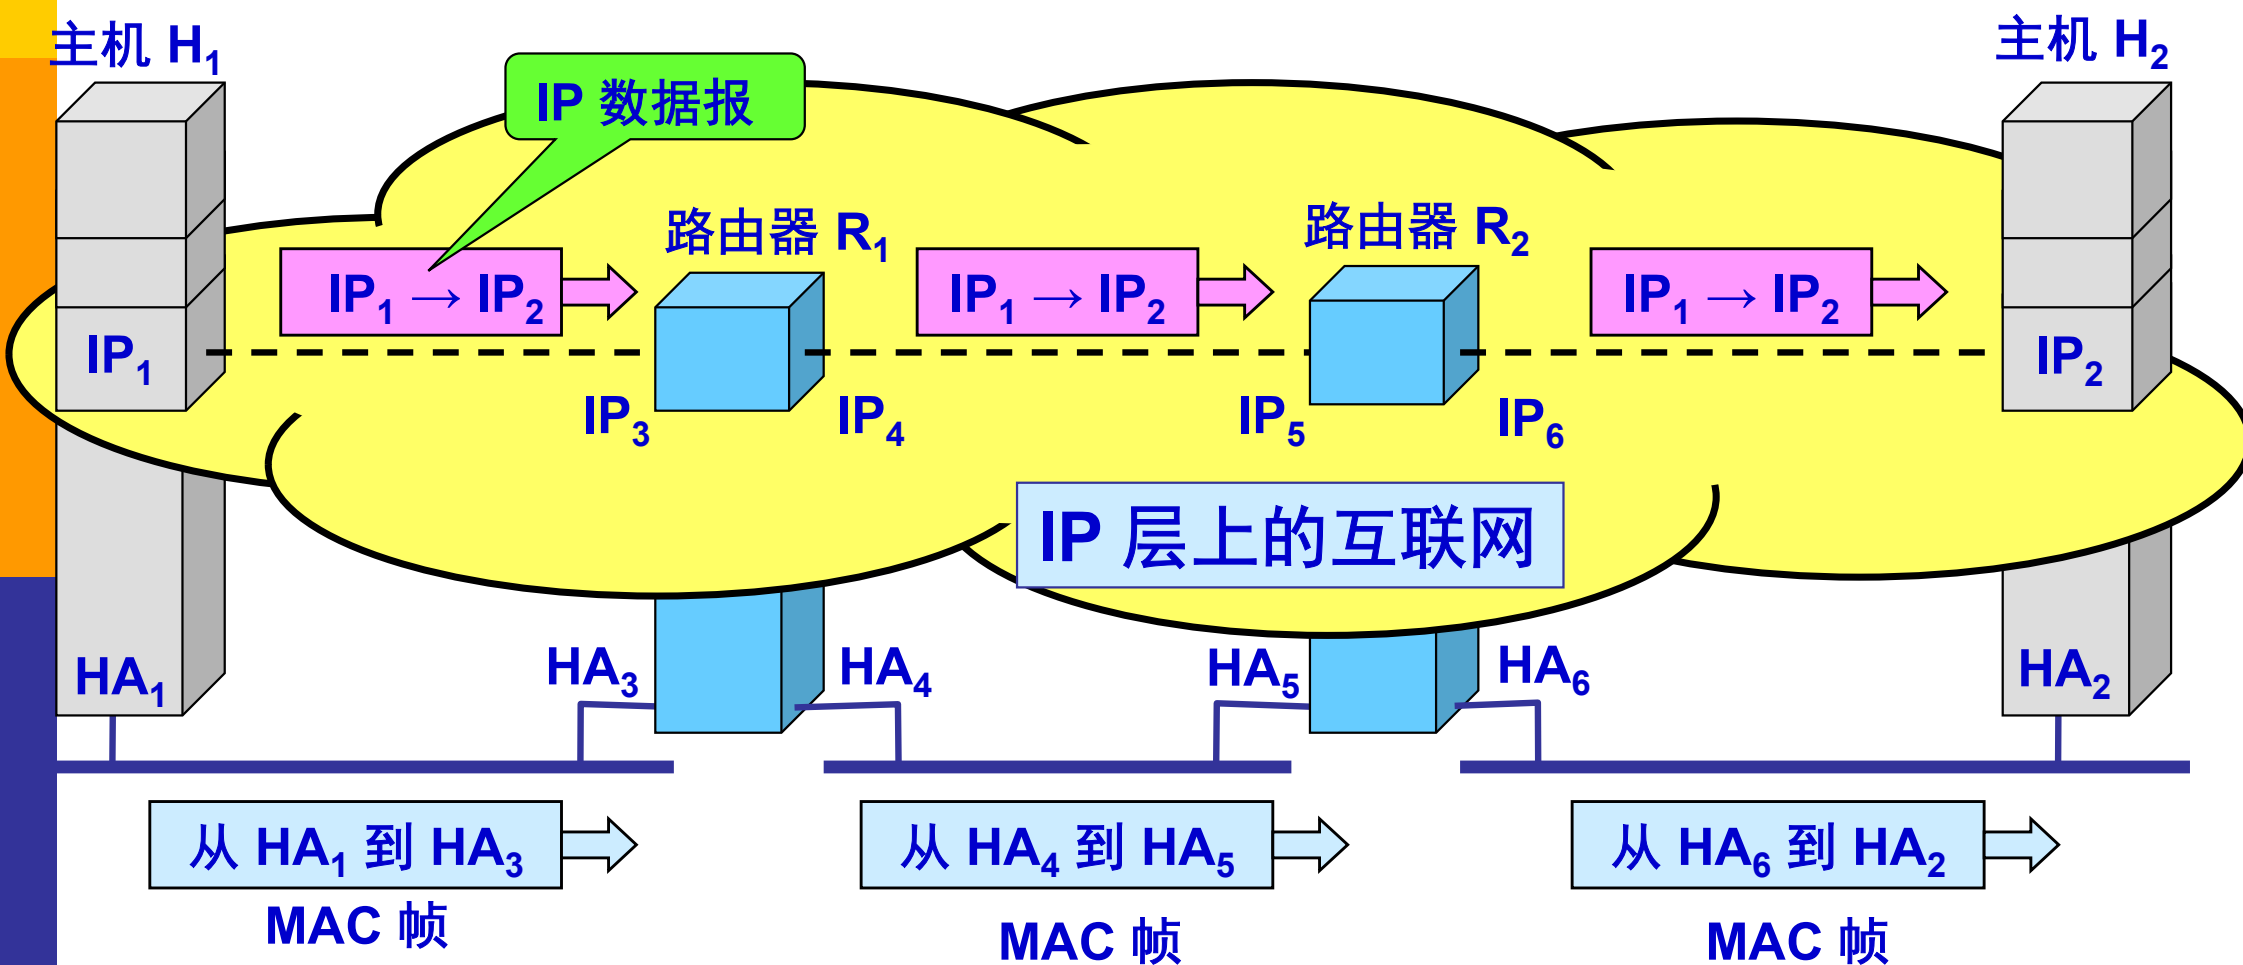 主机 H₁
主机 H₂
IP 数据报
路由器 R₁
路由器 R₂
IP₁ → IP₂
IP₁ → IP₂
IP₁ → IP₂
IP₁
IP₂
IP₃
IP₄
IP₅
IP₆
IP 层上的互联网
HA₁
HA₃
HA₄
HA₅
HA₆
HA₂
从 HA₁ 到 HA₃
从 HA₄ 到 HA₅
从 HA₆ 到 HA₂
MAC 帧
MAC 帧
MAC 帧